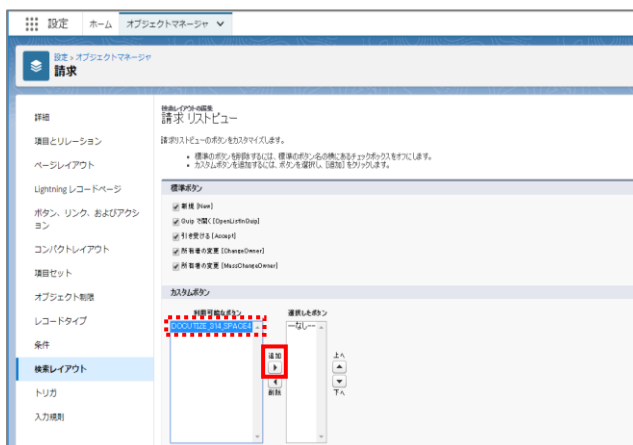 設定 ホーム オブジェクトマネージャ
設定 > オブジェクトマネージャ
請求
詳細
項目とリレーション
ページレイアウト
Lightning レコードページ
ボタン、リンク、およびアクション
コンパクトレイアウト
項目セット
オブジェクト制限
レコードタイプ
条件
検索レイアウト
トリガ
入力規則
検索レイアウトの編集
請求 リストビュー
請求リストビューのボタンをカスタマイズします。
標準のボタンを削除するには、標準のボタン名の横にあるチェックボックスをオフにします。
カスタムボタンを追加するには、ボタンを選択し、[追加] をクリックします。
標準ボタン
新規 [New]
Quip で開く [OpenListInQuip]
引き受ける [Accept]
所有者の変更 [ChangeOwner]
所有者の変更 [MassChangeOwner]
カスタムボタン
利用可能なボタン 選択したボタン
DOCUTIZE_314_SPACE4 --なし--
追加 上へ
削除 下へ